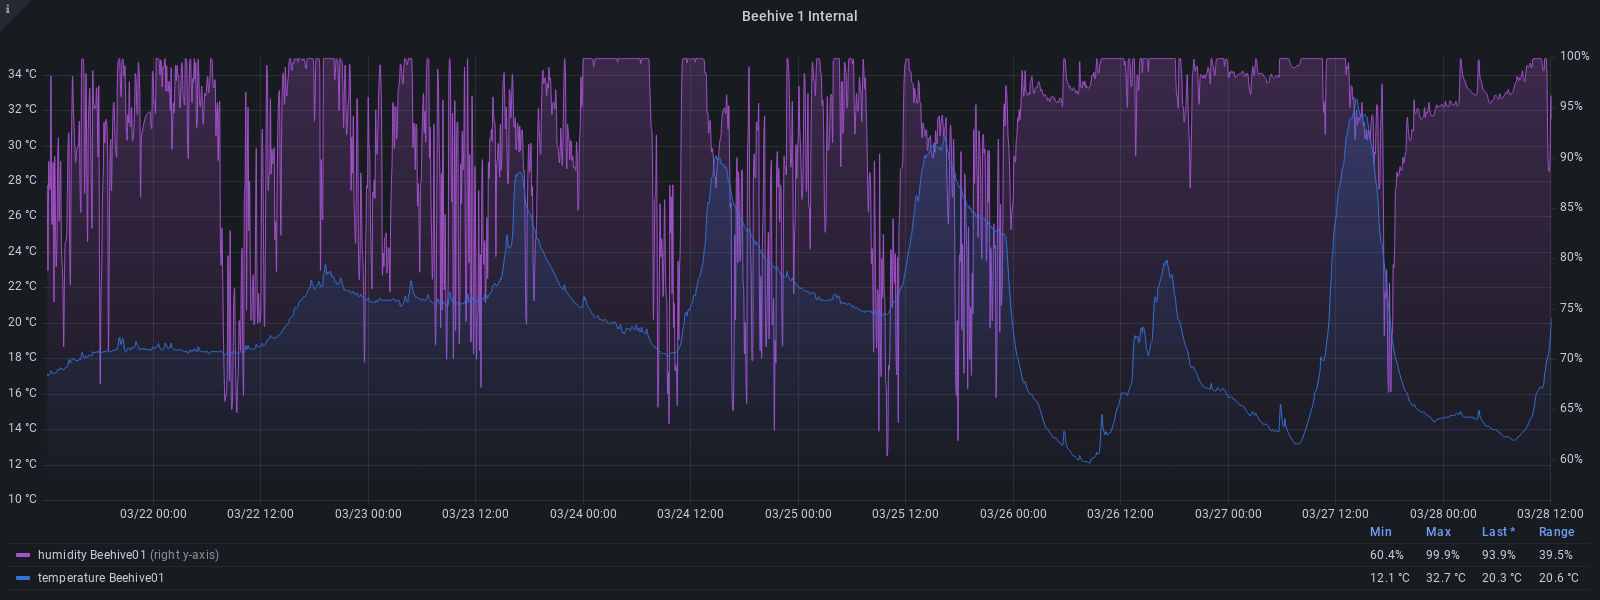 i
Beehive 1 Internal
34 °C
32 °C
30 °C
28 °C
26 °C
24 °C
22 °C
20 °C
18 °C
16 °C
14 °C
12 °C
10 °C
100%
95%
90%
85%
80%
75%
70%
65%
60%
03/22 00:00 03/22 12:00 03/23 00:00 03/23 12:00 03/24 00:00 03/24 12:00 03/25 00:00 03/25 12:00 03/26 00:00 03/26 12:00 03/27 00:00 03/27 12:00 03/28 00:00 03/28 12:00
Min Max Last * Range
humidity Beehive01 (right y-axis) 60.4% 99.9% 93.9% 39.5%
temperature Beehive01 12.1 °C 32.7 °C 20.3 °C 20.6 °C